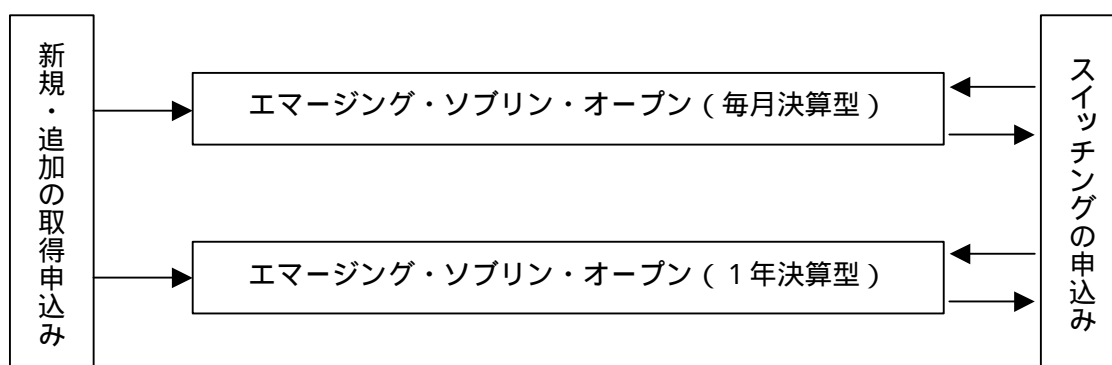 新規・追加の取得申込み
エマージング・ソブリン・オープン（毎月決算型）
エマージング・ソブリン・オープン（１年決算型）
スイッチングの申込み